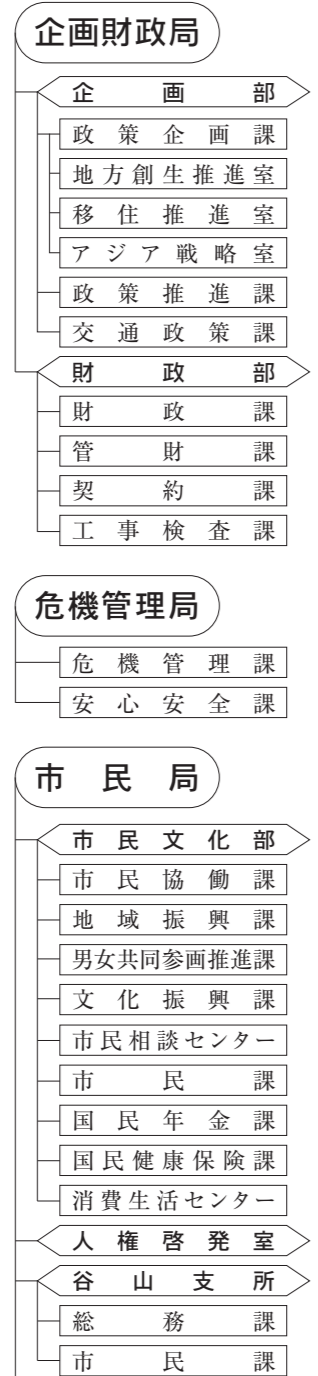 企画財政局
企画部
政策企画課
地方創生推進室
移住推進室
アジア戦略室
政策推進課
交通政策課
財政部
財政課
管財課
契約課
工事検査課
危機管理局
危機管理課
安心安全課
市民局
市民文化部
市民協働課
地域振興課
男女共同参画推進課
文化振興課
市民相談センター
市民課
国民年金課
国民健康保険課
消費生活センター
人権啓発室
谷山支所
総務課
市民課